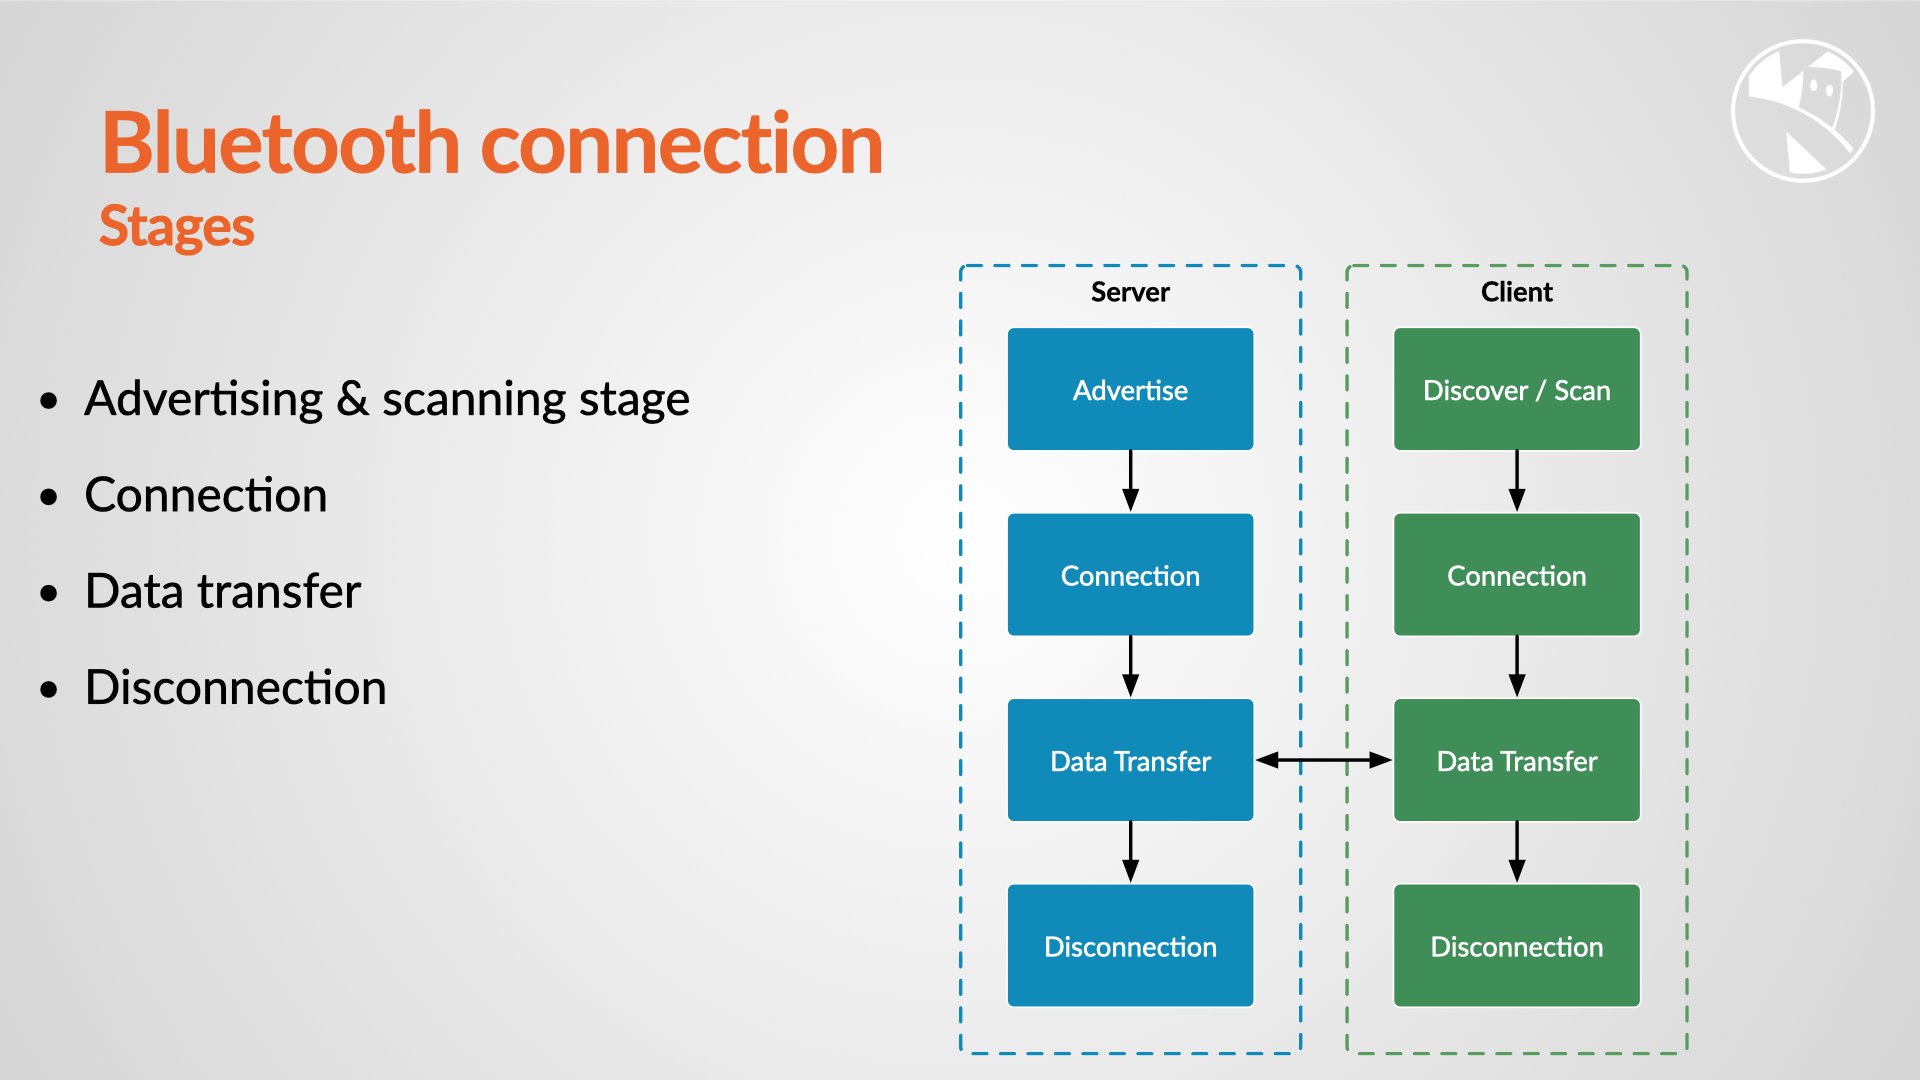 Bluetooth connection
Stages
• Advertising & scanning stage
• Connection
• Data transfer
• Disconnection
Server
Advertise
Connection
Data Transfer
Disconnection
Client
Discover / Scan
Connection
Data Transfer
Disconnection